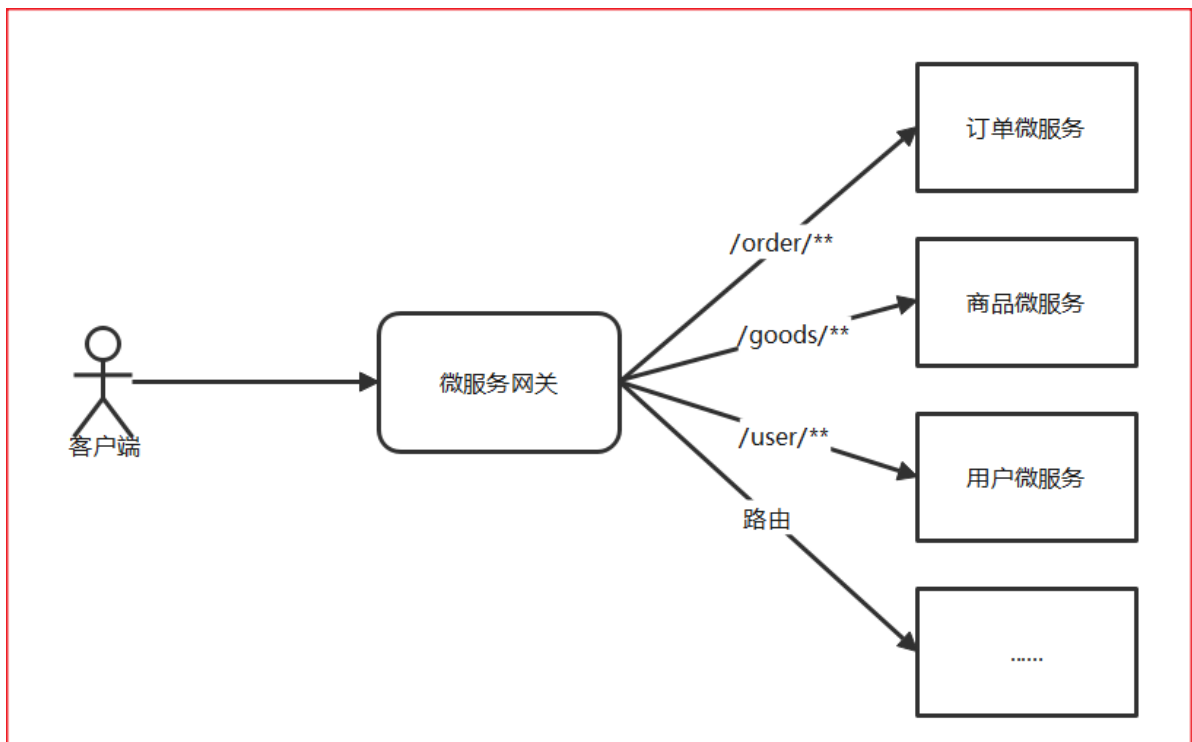 订单微服务
/order/**
商品微服务
/goods/**
微服务网关
客户端
/user/**
用户微服务
路由
......